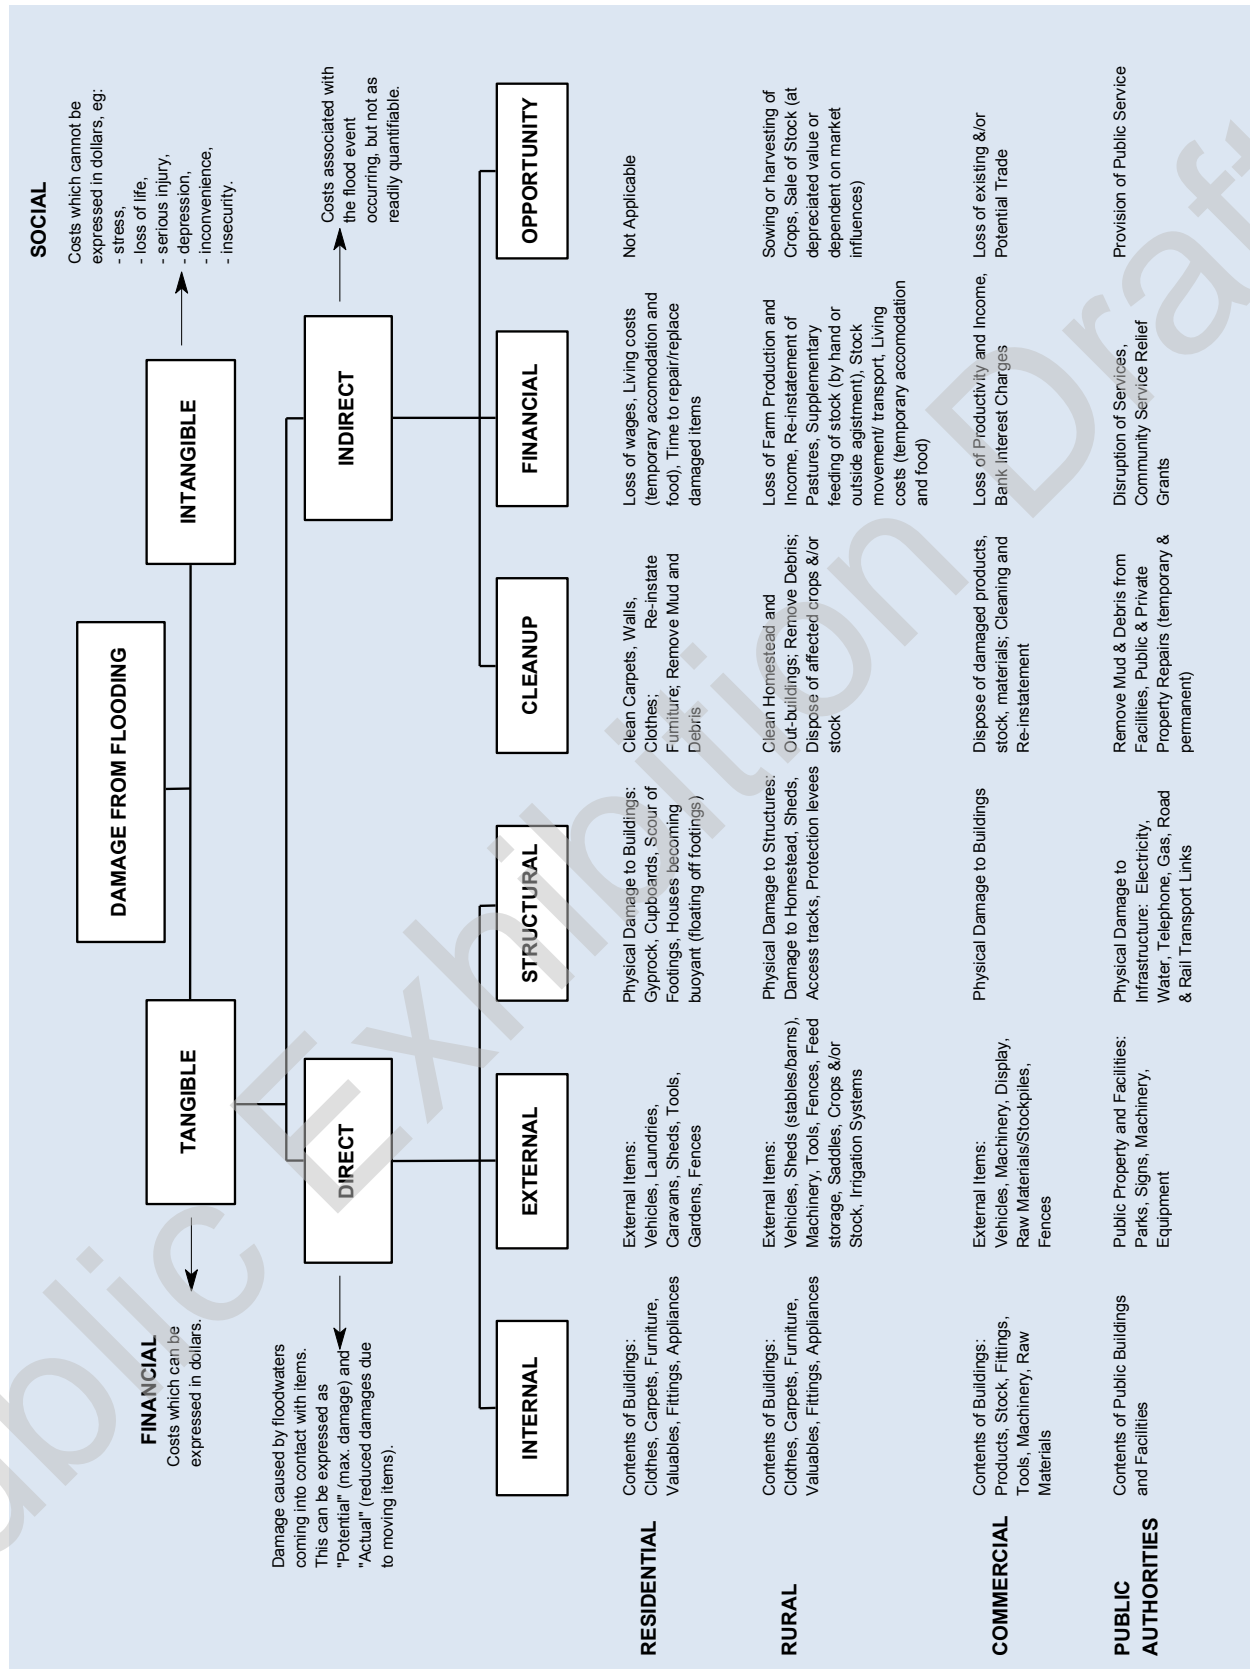 DAMAGE FROM FLOODING
TANGIBLE
INTANGIBLE
FINANCIAL
Costs which can be
expressed in dollars.
SOCIAL
Costs which cannot be
expressed in dollars, eg:
- stress,
- loss of life,
- serious injury,
- depression,
- inconvenience,
- insecurity.
DIRECT
INDIRECT
Damage caused by floodwaters
coming into contact with items.
This can be expressed as
"Potential" (max. damage) and
"Actual" (reduced damages due
to moving items).
Costs associated with
the flood event
occurring, but not as
readily quantifiable.
INTERNAL
EXTERNAL
STRUCTURAL
CLEANUP
FINANCIAL
OPPORTUNITY
RESIDENTIAL
Contents of Buildings:
Clothes, Carpets, Furniture,
Valuables, Fittings, Appliances
External Items:
Vehicles, Laundries,
Caravans, Sheds, Tools,
Gardens, Fences
Physical Damage to Buildings:
Gyprock, Cupboards, Scour of
Footings, Houses becoming
buoyant (floating off footings)
Clean Carpets, Walls,
Clothes; Re-instate
Furniture; Remove Mud and
Debris
Loss of wages, Living costs
(temporary accomodation and
food), Time to repair/replace
damaged items
Not Applicable
RURAL
Contents of Buildings:
Clothes, Carpets, Furniture,
Valuables, Fittings, Appliances
External Items:
Vehicles, Sheds (stables/barns),
Machinery, Tools, Fences, Feed
storage, Saddles, Crops &/or
Stock, Irrigation Systems
Physical Damage to Structures:
Damage to Homestead, Sheds,
Access tracks, Protection levees
Clean Homestead and
Out-buildings; Remove Debris;
Dispose of affected crops &/or
stock
Loss of Farm Production and
Income, Re-instatement of
Pastures, Supplementary
feeding of stock (by hand or
outside agistment), Stock
movement/ transport, Living
costs (temporary accomodation
and food)
Sowing or harvesting of
Crops, Sale of Stock (at
depreciated value or
dependent on market
influences)
COMMERCIAL
Contents of Buildings:
Products, Stock, Fittings,
Tools, Machinery, Raw
Materials
External Items:
Vehicles, Machinery, Display,
Raw Materials/Stockpiles,
Fences
Physical Damage to Buildings
Dispose of damaged products,
stock, materials; Cleaning and
Re-instatement
Loss of Productivity and Income,
Bank Interest Charges
Loss of existing &/or
Potential Trade
PUBLIC
AUTHORITIES
Contents of Public Buildings
and Facilities
Public Property and Facilities:
Parks, Signs, Machinery,
Equipment
Physical Damage to
Infrastructure: Electricity,
Water, Telephone, Gas, Road
& Rail Transport Links
Remove Mud & Debris from
Facilities, Public & Private
Property Repairs (temporary &
permanent)
Disruption of Services,
Community Service Relief
Grants
Provision of Public Service
ublic Exhibition Draft